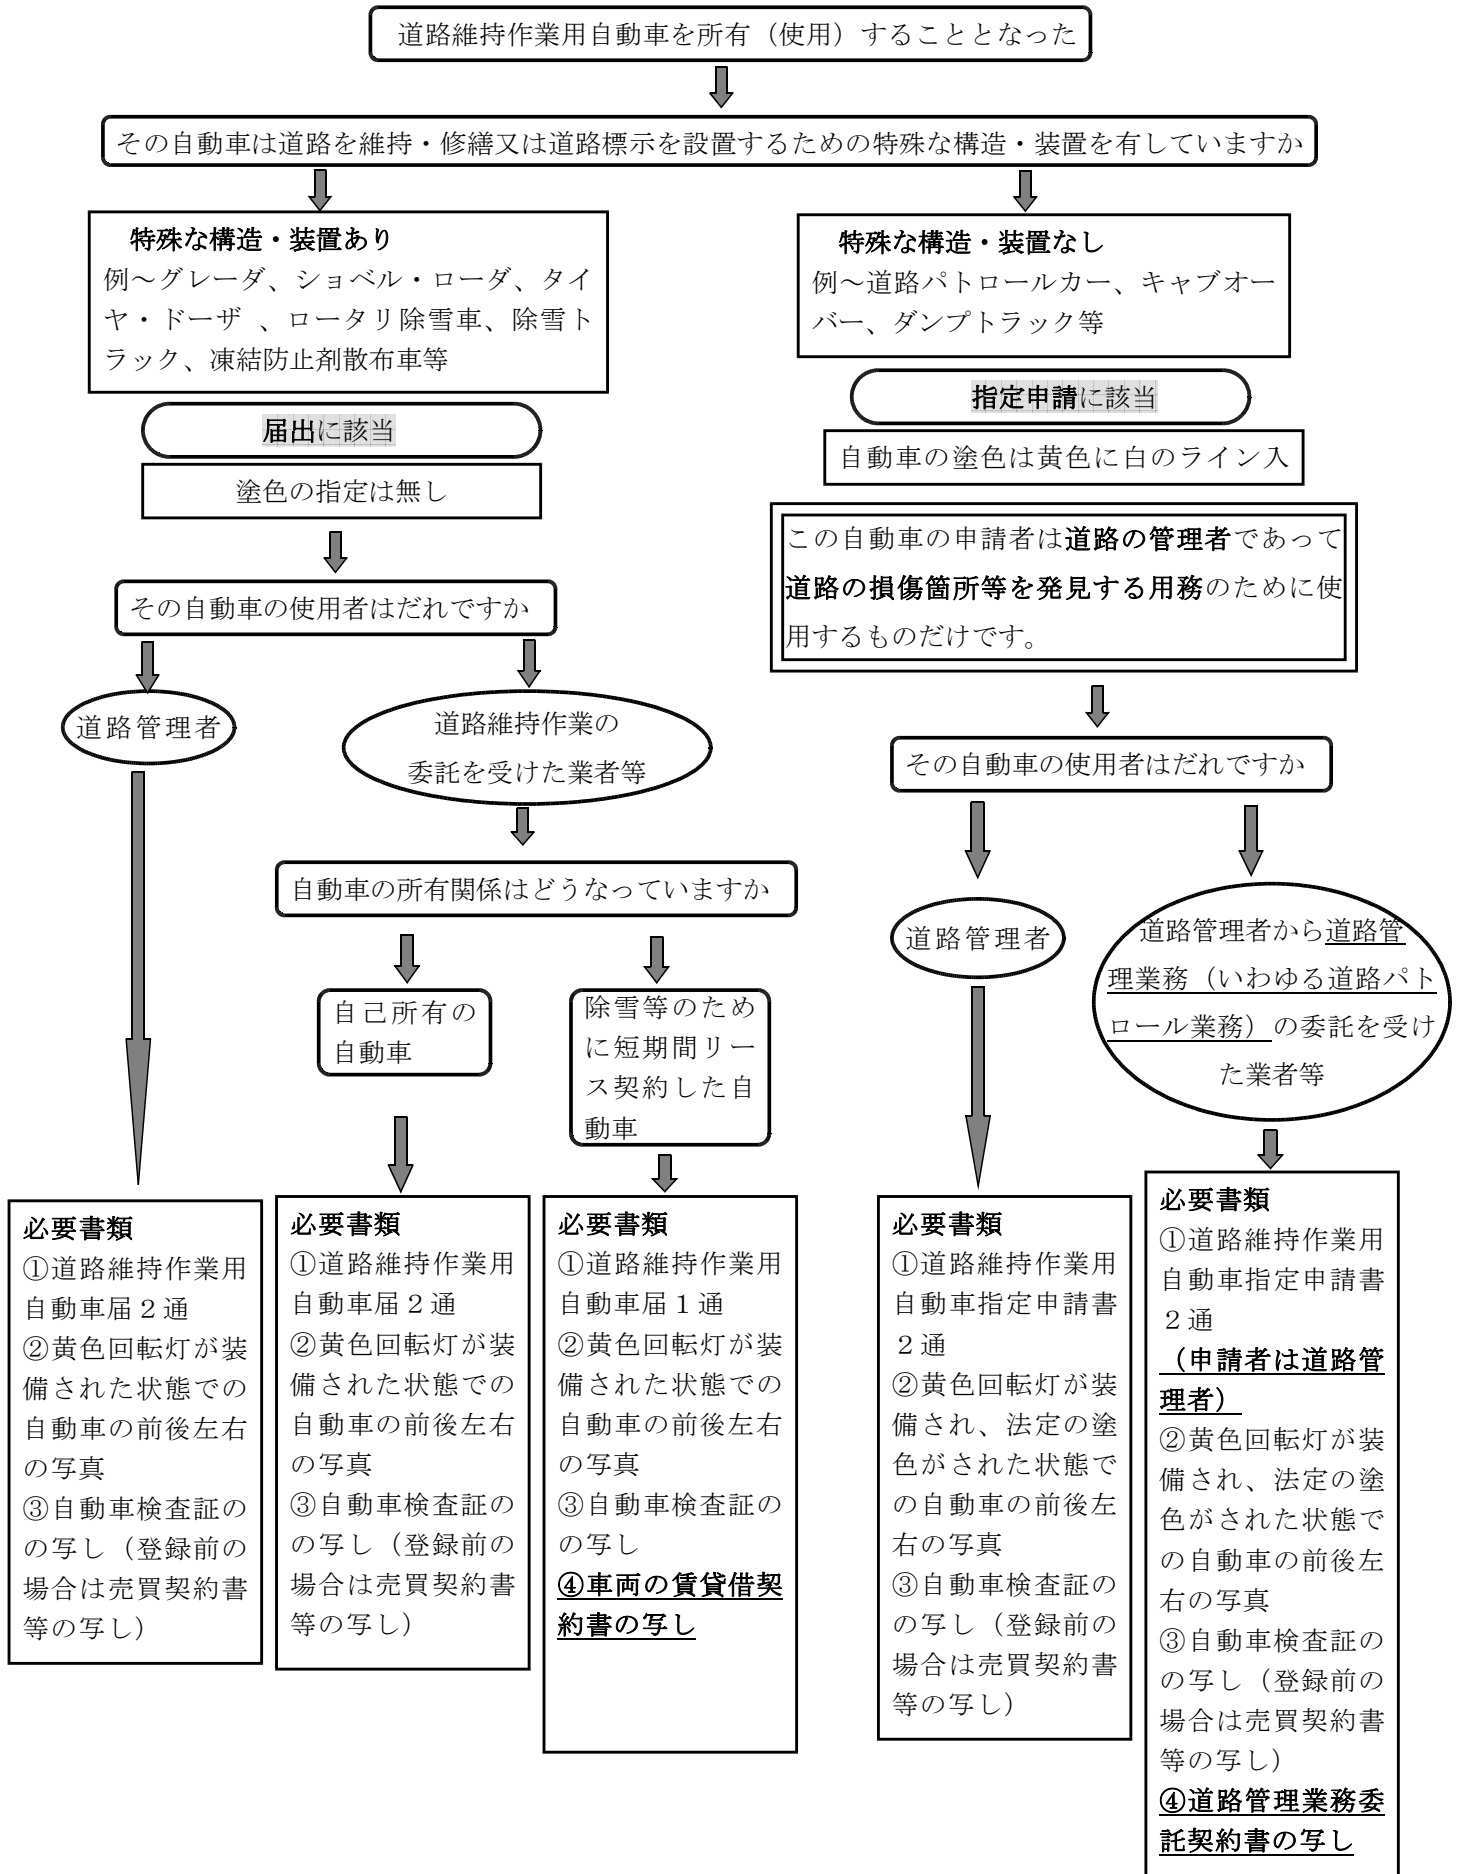 道路維持作業用自動車を所有（使用）することとなった
その自動車は道路を維持・修繕又は道路標示を設置するための特殊な構造・装置を有していますか
特殊な構造・装置あり
例～グレーダ、ショベル・ローダ、タイ
ヤ・ドーザ　、ロータリ除雪車、除雪ト
ラック、凍結防止剤散布車等
届出に該当
塗色の指定は無し
その自動車の使用者はだれですか
道路管理者
道路維持作業の
委託を受けた業者等
自動車の所有関係はどうなっていますか
自己所有の
自動車
除雪等のため
に短期間リー
ス契約した自
動車
特殊な構造・装置なし
例～道路パトロールカー、キャブオー
バー、ダンプトラック等
指定申請に該当
自動車の塗色は黄色に白のライン入
この自動車の申請者は道路の管理者であって
道路の損傷箇所等を発見する用務のために使
用するものだけです。
その自動車の使用者はだれですか
道路管理者
道路管理者から道路管
理業務（いわゆる道路パト
ロール業務）の委託を受け
た業者等
必要書類
①道路維持作業用
自動車届２通
②黄色回転灯が装
備された状態での
自動車の前後左右
の写真
③自動車検査証の
の写し（登録前の
場合は売買契約書
等の写し）
必要書類
①道路維持作業用
自動車届２通
②黄色回転灯が装
備された状態での
自動車の前後左右
の写真
③自動車検査証の
の写し（登録前の
場合は売買契約書
等の写し）
必要書類
①道路維持作業用
自動車届１通
②黄色回転灯が装
備された状態での
自動車の前後左右
の写真
③自動車検査証の
の写し
④車両の賃貸借契
約書の写し
必要書類
①道路維持作業用
自動車指定申請書
２通
②黄色回転灯が装
備され、法定の塗
色がされた状態で
の自動車の前後左
右の写真
③自動車検査証の
の写し（登録前の
場合は売買契約書
等の写し）
必要書類
①道路維持作業用
自動車指定申請書
２通
（申請者は道路管
理者）
②黄色回転灯が装
備され、法定の塗
色がされた状態で
の自動車の前後左
右の写真
③自動車検査証の
の写し（登録前の
場合は売買契約書
等の写し）
④道路管理業務委
託契約書の写し